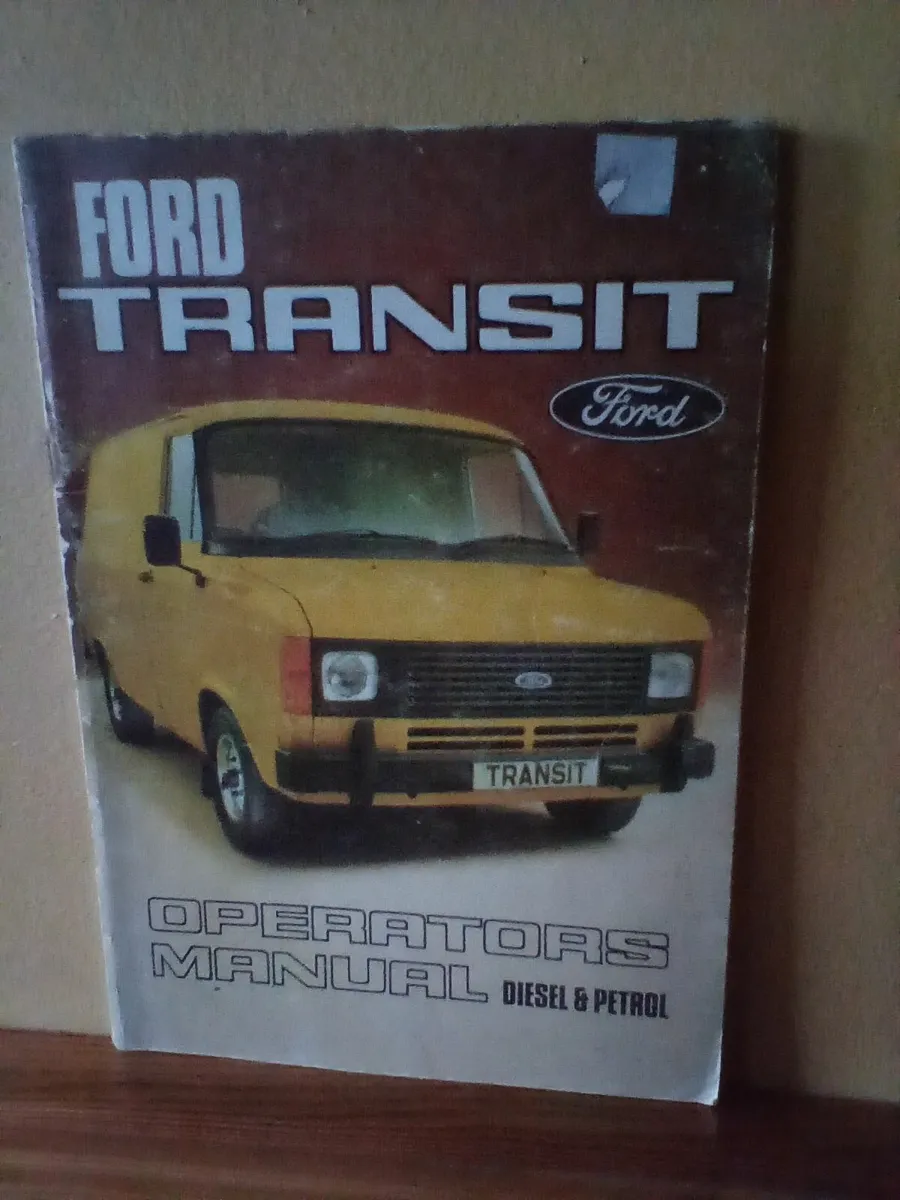 FORD
TRANSIT
Ford
TRANSIT
OPERATORS
MANUAL DIESEL & PETROL